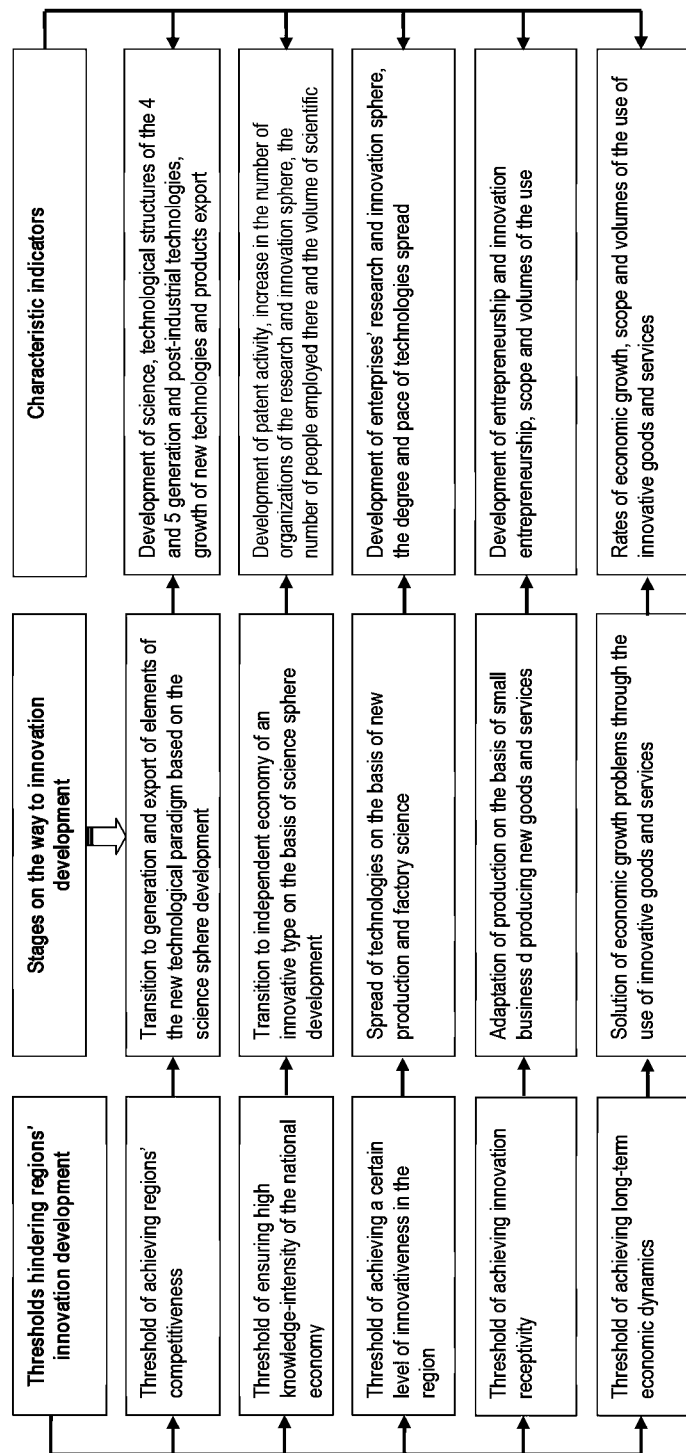 Thresholds hindering regions’
innovation development
Stages on the way to innovation
development
Characteristic indicators
Threshold of achieving regions’
competitiveness
Transition to generation and export of elements of
the new technological paradigm based on the
science sphere development
Development of science, technological structures of the 4
and 5 generation and post-industrial technologies,
growth of new technologies and products export
Threshold of ensuring high
knowledge-intensity of the national
economy
Transition to independent economy of an
innovative type on the basis of science sphere
development
Development of patent activity, increase in the number of
organizations of the research and innovation sphere, the
number of people employed there and the volume of scientific
Threshold of achieving a certain
level of innovativeness in the
region
Spread of technologies on the basis of new
production and factory science
Development of enterprises’ research and innovation sphere,
the degree and pace of technologies spread
Threshold of achieving innovation
receptivity
Adaptation of production on the basis of small
business d producing new goods and services
Development of entrepreneurship and innovation
entrepreneurship, scope and volumes of the use
Threshold of achieving long-term
economic dynamics
Solution of economic growth problems through the
use of innovative goods and services
Rates of economic growth, scope and volumes of the use of
innovative goods and services